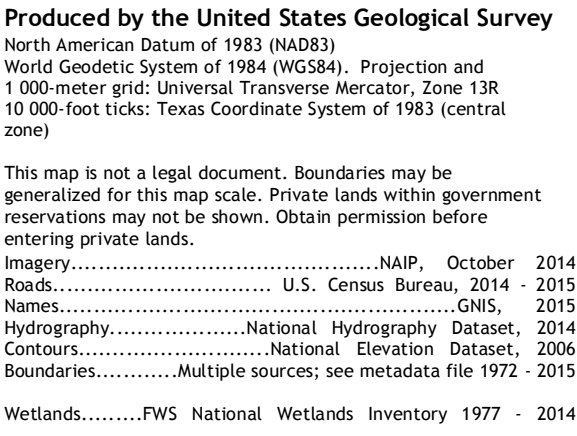 Produced by the United States Geological Survey
North American Datum of 1983 (NAD83)
World Geodetic System of 1984 (WGS84).  Projection and
1 000-meter grid: Universal Transverse Mercator, Zone 13R
10 000-foot ticks: Texas Coordinate System of 1983 (central
zone)
This map is not a legal document. Boundaries may be
generalized for this map scale. Private lands within government
reservations may not be shown. Obtain permission before
entering private lands.
Imagery..........................................NAIP, October 2014
Roads.............................. U.S. Census Bureau, 2014 - 2015
Names......................................................GNIS, 2015
Hydrography...................National Hydrography Dataset, 2014
Contours..........................National Elevation Dataset, 2006
Boundaries...........Multiple sources; see metadata file 1972 - 2015
Wetlands.........FWS National Wetlands Inventory 1977 - 2014